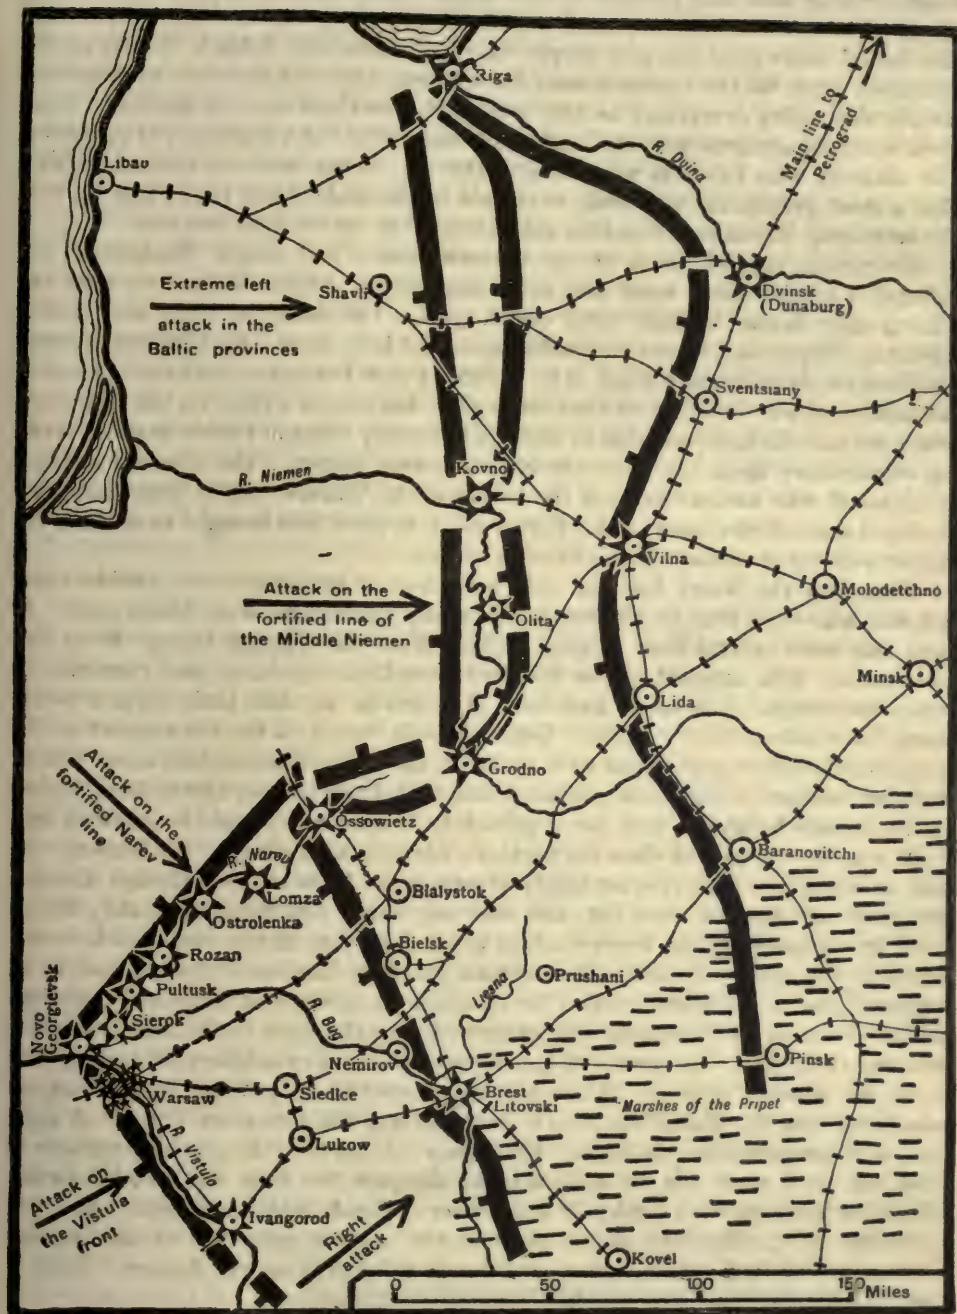 Riga
Libau
R. Dvina
Main line to
Petrograd
Extreme left
attack in the
Baltic provinces
Shavli
Dvinsk
(Dunaburg)
Sventsiany
R. Niemen
Kovno
Vilna
Attack on the
fortified line of
the Middle Niemen
Olita
Molodetchno
Minsk
Lida
Attack on the
fortified Narev
line
Grodno
Ossowietz
R. Narev
Lomza
Ostrolenka
Bialystok
Baranovitchi
Rozan
Bielsk
Pultusk
Prushani
Sierok
R. Bug
Novo
Georgievsk
Nemirov
Pinsk
Warsaw
Siedlce
Brest
Litovski
Marshes of the Pripet
Lukow
R. Vistula
Attack on
the Vistula
front
Ivangorod
Right
attack
Kovel
0 50 100 150 Miles